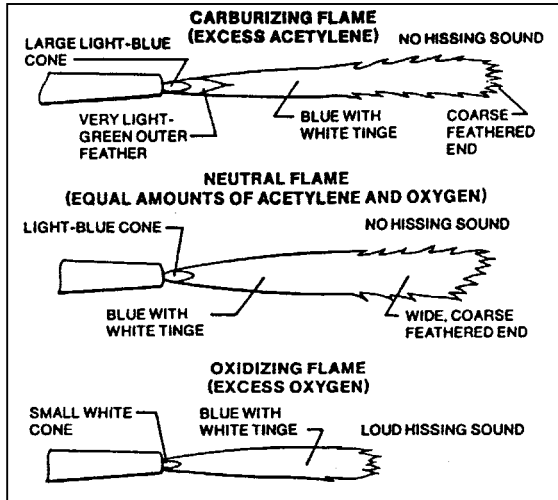 CARBURIZING FLAME
(EXCESS ACETYLENE)
LARGE LIGHT-BLUE
CONE
NO HISSING SOUND
VERY LIGHT-
GREEN OUTER
FEATHER
BLUE WITH
WHITE TINGE
COARSE
FEATHERED
END
NEUTRAL FLAME
(EQUAL AMOUNTS OF ACETYLENE AND OXYGEN)
LIGHT-BLUE CONE
NO HISSING SOUND
BLUE WITH
WHITE TINGE
WIDE, COARSE
FEATHERED END
OXIDIZING FLAME
(EXCESS OXYGEN)
SMALL WHITE
CONE
BLUE WITH
WHITE TINGE
LOUD HISSING SOUND